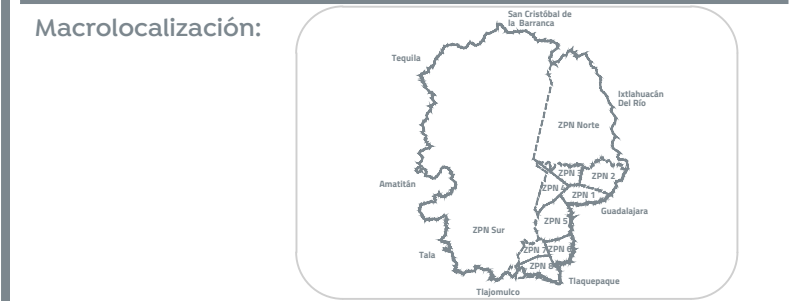 Macrolocalización:
San Cristóbal de
la Barranca
Tequila
Ixtlahuacán
Del Río
ZPN Norte
ZPN 3
ZPN 2
Amatitán
ZPN 4
ZPN 1
Guadalajara
ZPN 5
ZPN Sur
Tala
ZPN 7
ZPN 6
ZPN 8
Tlaquepaque
Tlajomulco